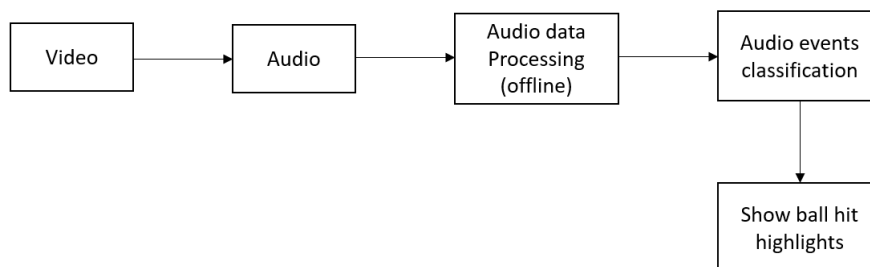 Video
Audio
Audio data
Processing
(offline)
Audio events
classification
Show ball hit
highlights